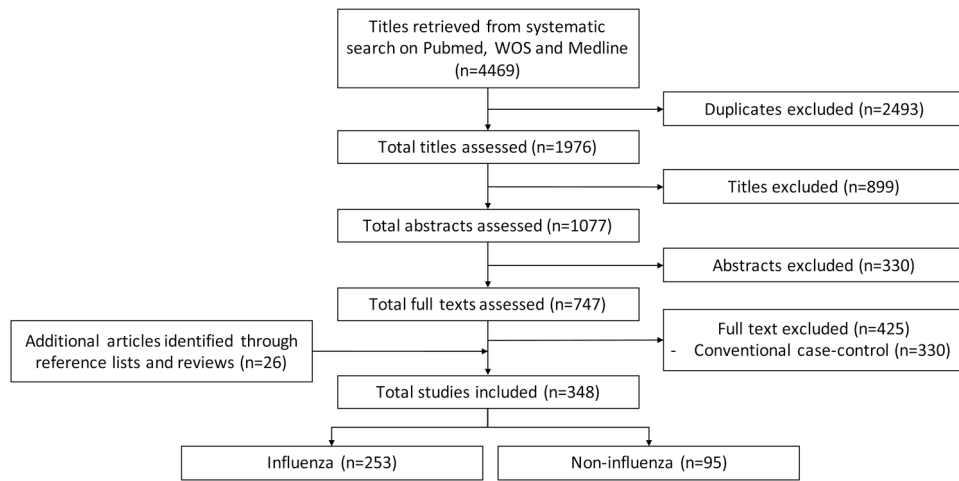 Titles retrieved from systematic
search on Pubmed, WOS and Medline
(n=4469)
Duplicates excluded (n=2493)
Total titles assessed (n=1976)
Titles excluded (n=899)
Total abstracts assessed (n=1077)
Abstracts excluded (n=330)
Total full texts assessed (n=747)
Full text excluded (n=425)
- Conventional case-control (n=330)
Additional articles identified through
reference lists and reviews (n=26)
Total studies included (n=348)
Influenza (n=253)
Non-influenza (n=95)